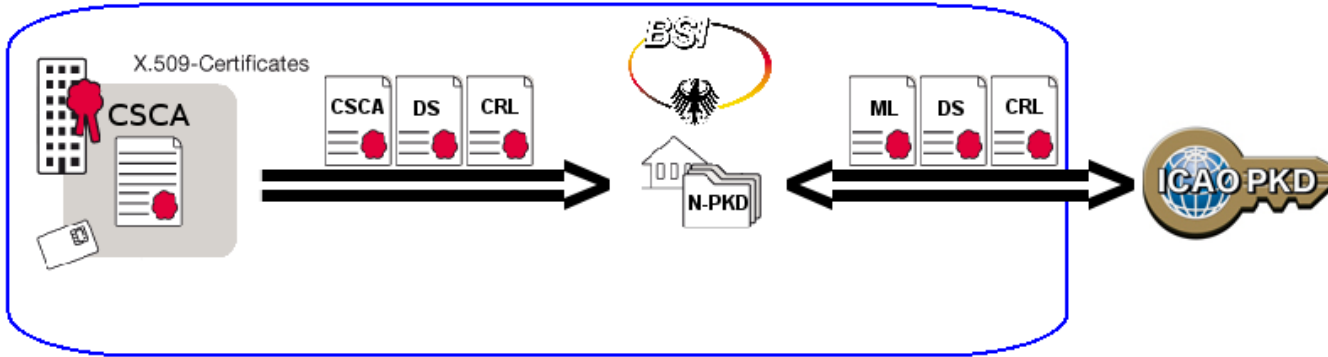 X.509-Certificates
CSCA
CSCA
DS
CRL
BSI
N-PKD
ML
DS
CRL
ICAO PKD